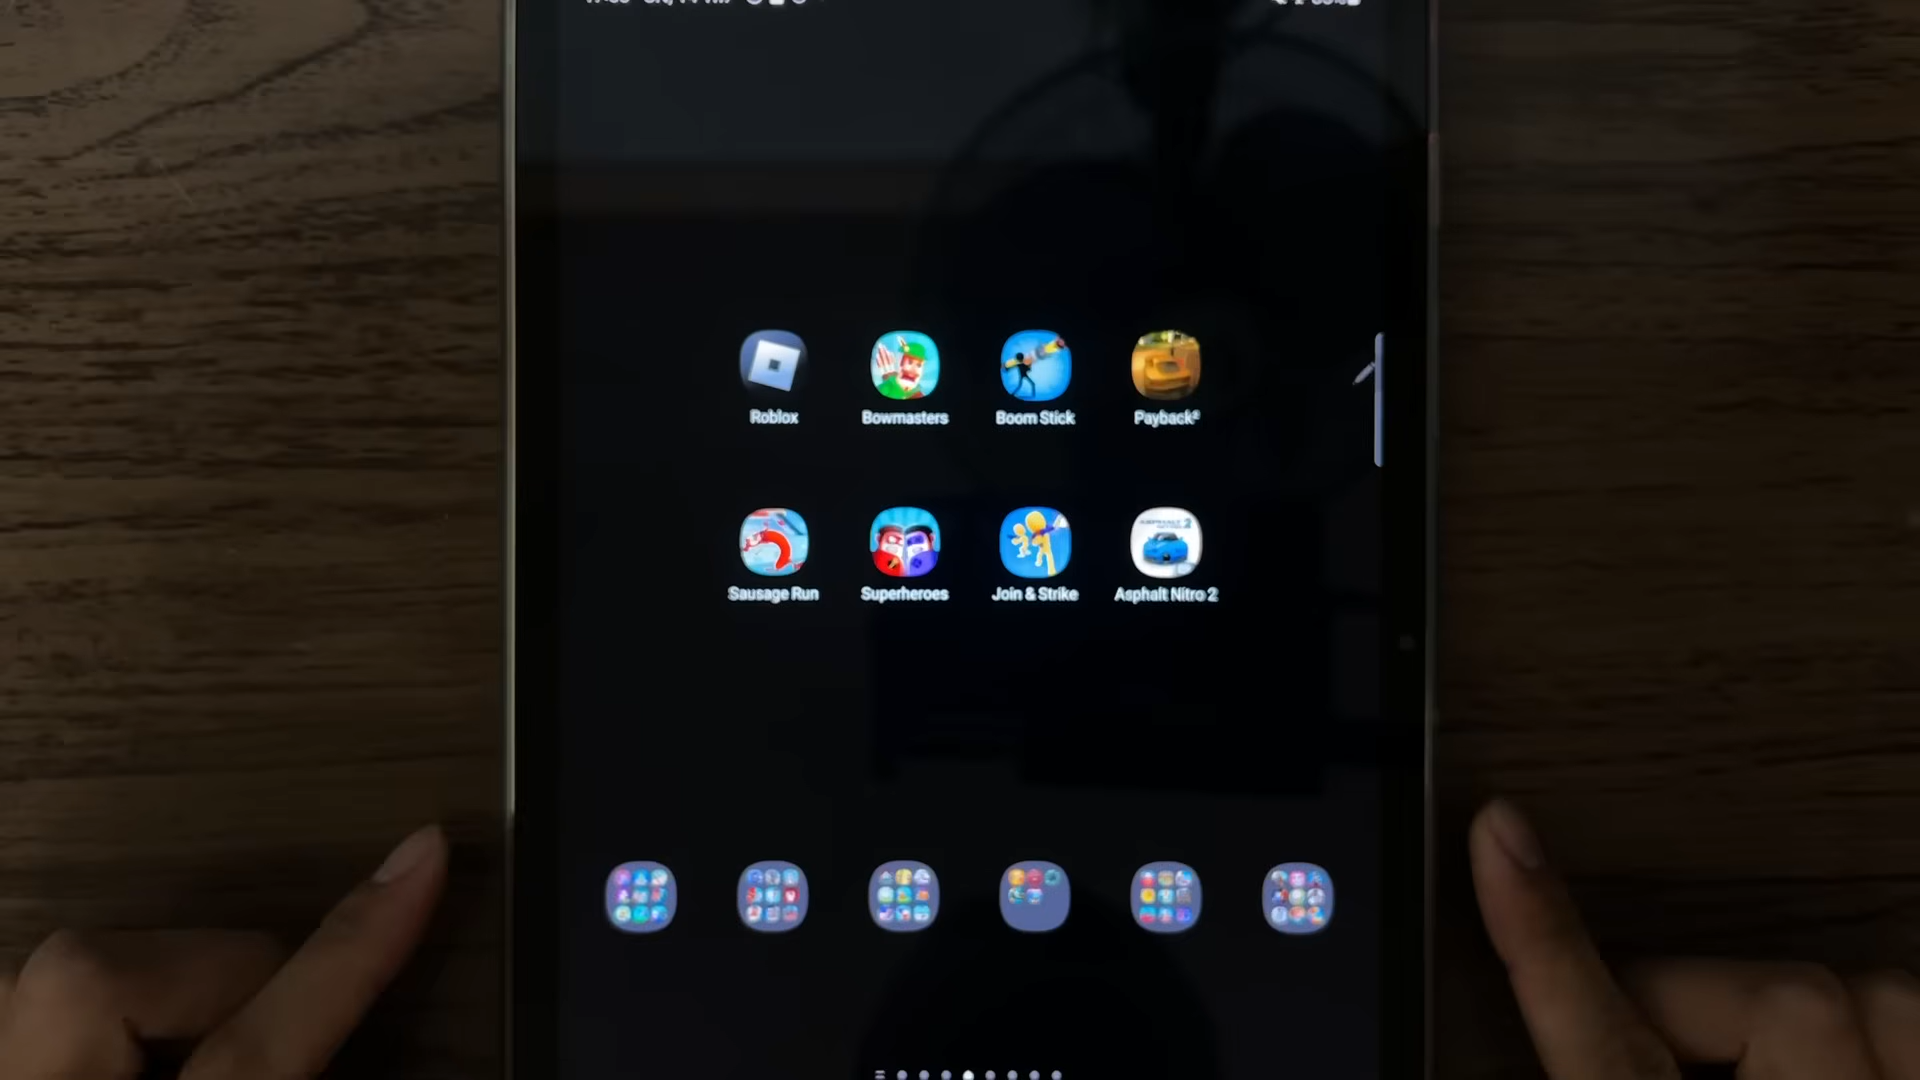 Roblox
Bowmasters
Boom Stick
Payback²
Sausage Run
Superheroes
Join & Strike
Asphalt Nitro 2